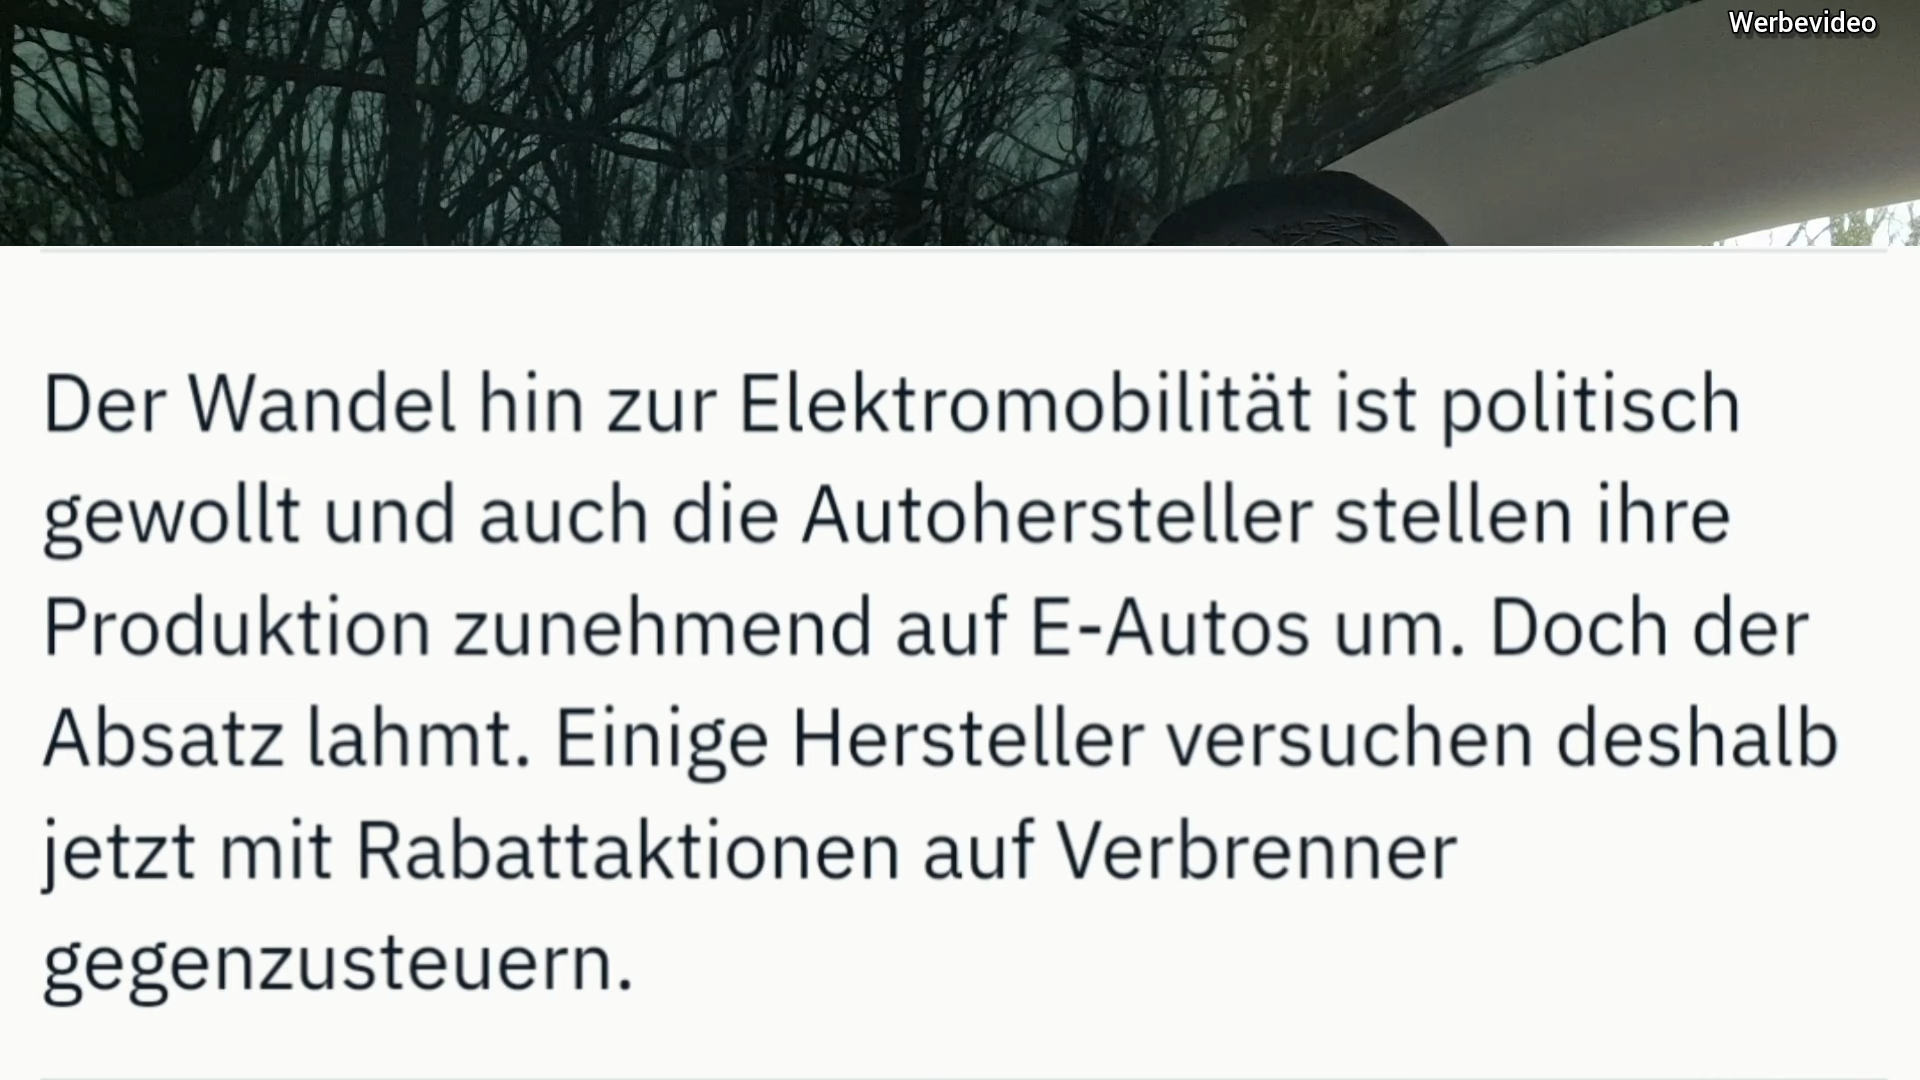 Werbevideo
Der Wandel hin zur Elektromobilität ist politisch
gewollt und auch die Autohersteller stellen ihre
Produktion zunehmend auf E-Autos um. Doch der
Absatz lahmt. Einige Hersteller versuchen deshalb
jetzt mit Rabattaktionen auf Verbrenner
gegenzusteuern.